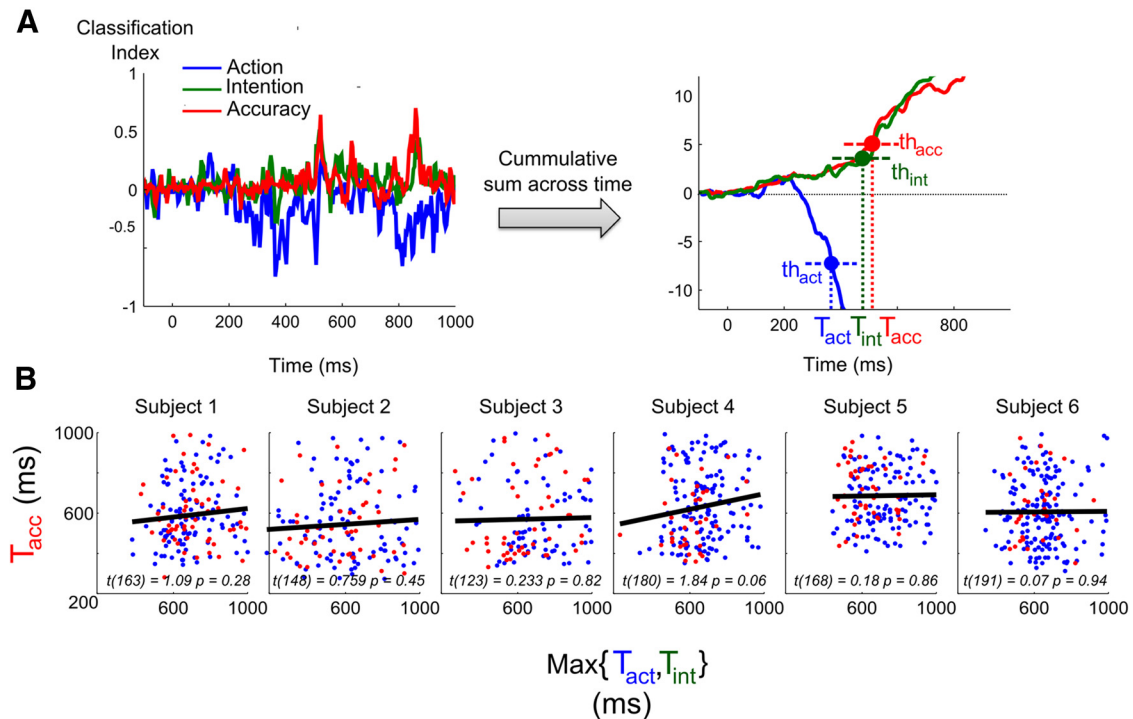 A
Classification
Index
Action
Intention
Accuracy
1
0.5
0
-0.5
-1
0 200 400 600 800 1000
Time (ms)
Cummulative
sum across time
10
5
0
-5
-10
th_acc
th_int
th_act
0 200 800
T_act T_int T_acc
Time (ms)
B
Subject 1 Subject 2 Subject 3 Subject 4 Subject 5 Subject 6
T_acc (ms)
1000
600
200
t(163) = 1.09 p = 0.28
t(148) = 0.759 p = 0.45
t(123) = 0.233 p = 0.82
t(180) = 1.84 p = 0.06
t(168) = 0.18 p = 0.86
t(191) = 0.07 p = 0.94
600 1000 600 1000 600 1000 600 1000 600 1000 600 1000
Max{T_act,T_int}
(ms)